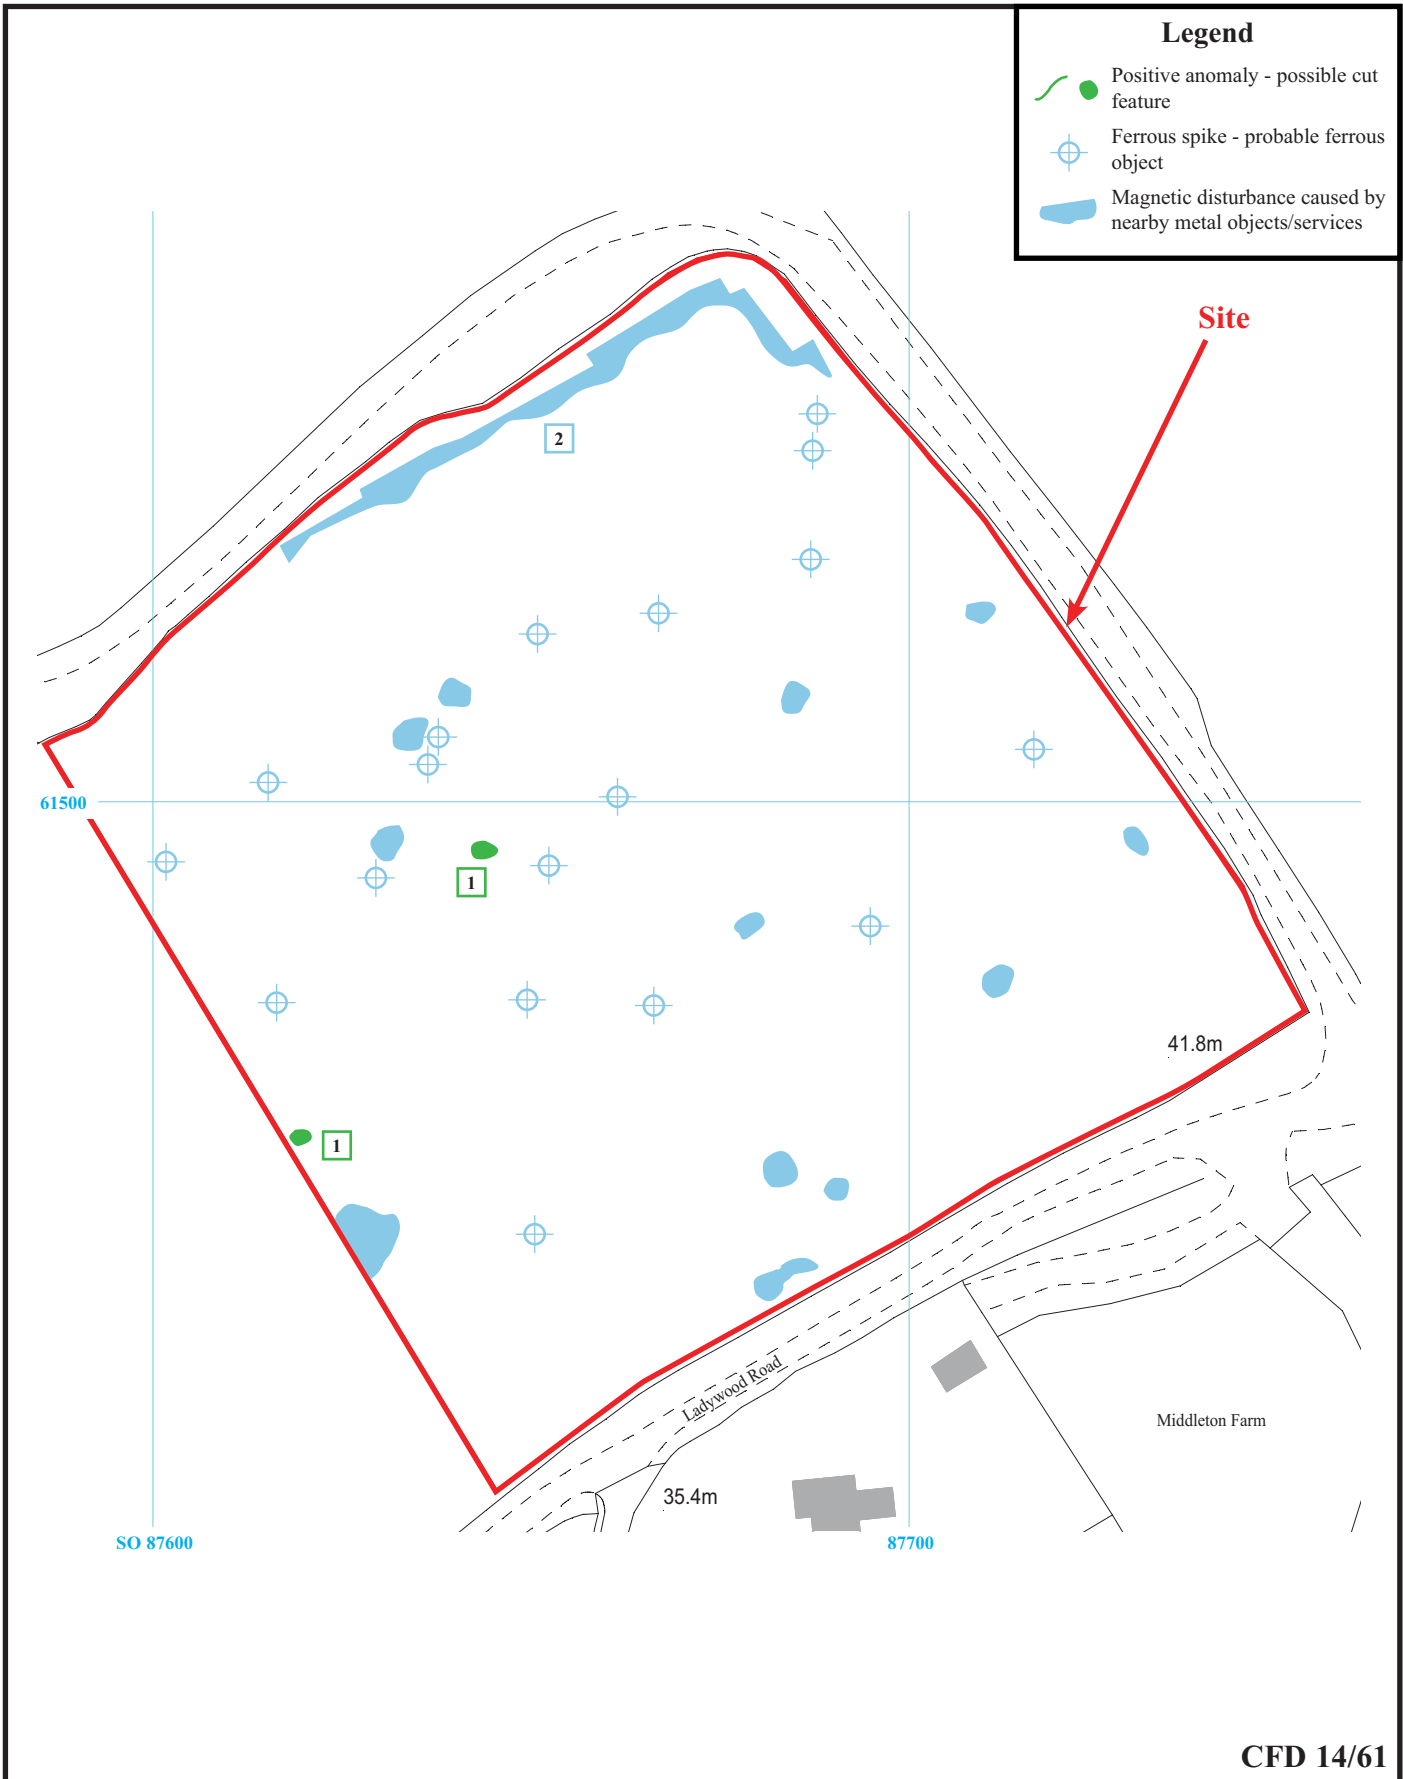 Legend
Positive anomaly - possible cut
feature
Ferrous spike - probable ferrous
object
Magnetic disturbance caused by
nearby metal objects/services
Site
2
61500
1
41.8m
1
Ladywood Road
Middleton Farm
35.4m
SO 87600
87700
CFD 14/61